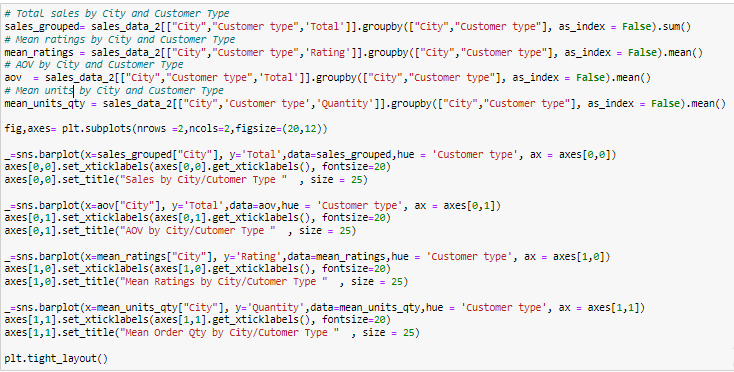 # Total sales by City and Customer Type
sales_grouped= sales_data_2[["City","Customer type",'Total']].groupby(["City","Customer type"], as_index = False).sum()
# Mean ratings by City and Customer Type
mean_ratings = sales_data_2[["City","Customer type",'Rating']].groupby(["City","Customer type"], as_index = False).mean()
# AOV by City and Customer Type
aov  = sales_data_2[["City","Customer type",'Total']].groupby(["City","Customer type"], as_index = False).mean()
# Mean units by City and Customer Type
mean_units_qty = sales_data_2[["City",'Customer type','Quantity']].groupby(["City","Customer type"], as_index = False).mean()
fig,axes= plt.subplots(nrows =2,ncols=2,figsize=(20,12))
_=sns.barplot(x=sales_grouped["City"], y='Total',data=sales_grouped,hue = 'Customer type', ax = axes[0,0])
axes[0,0].set_xticklabels(axes[0,0].get_xticklabels(), fontsize=20)
axes[0,0].set_title("Sales by City/Cutomer Type "  , size = 25)
_=sns.barplot(x=aov["City"], y='Total',data=aov,hue = 'Customer type', ax = axes[0,1])
axes[0,1].set_xticklabels(axes[0,1].get_xticklabels(), fontsize=20)
axes[0,1].set_title("AOV by City/Cutomer Type "  , size = 25)
_=sns.barplot(x=mean_ratings["City"], y='Rating',data=mean_ratings,hue = 'Customer type', ax = axes[1,0])
axes[1,0].set_xticklabels(axes[1,0].get_xticklabels(), fontsize=20)
axes[1,0].set_title("Mean Ratings by City/Cutomer Type "  , size = 25)
_=sns.barplot(x=mean_units_qty["City"], y='Quantity',data=mean_units_qty,hue = 'Customer type', ax = axes[1,1])
axes[1,1].set_xticklabels(axes[1,1].get_xticklabels(), fontsize=20)
axes[1,1].set_title("Mean Order Qty by City/Cutomer Type "  , size = 25)
plt.tight_layout()